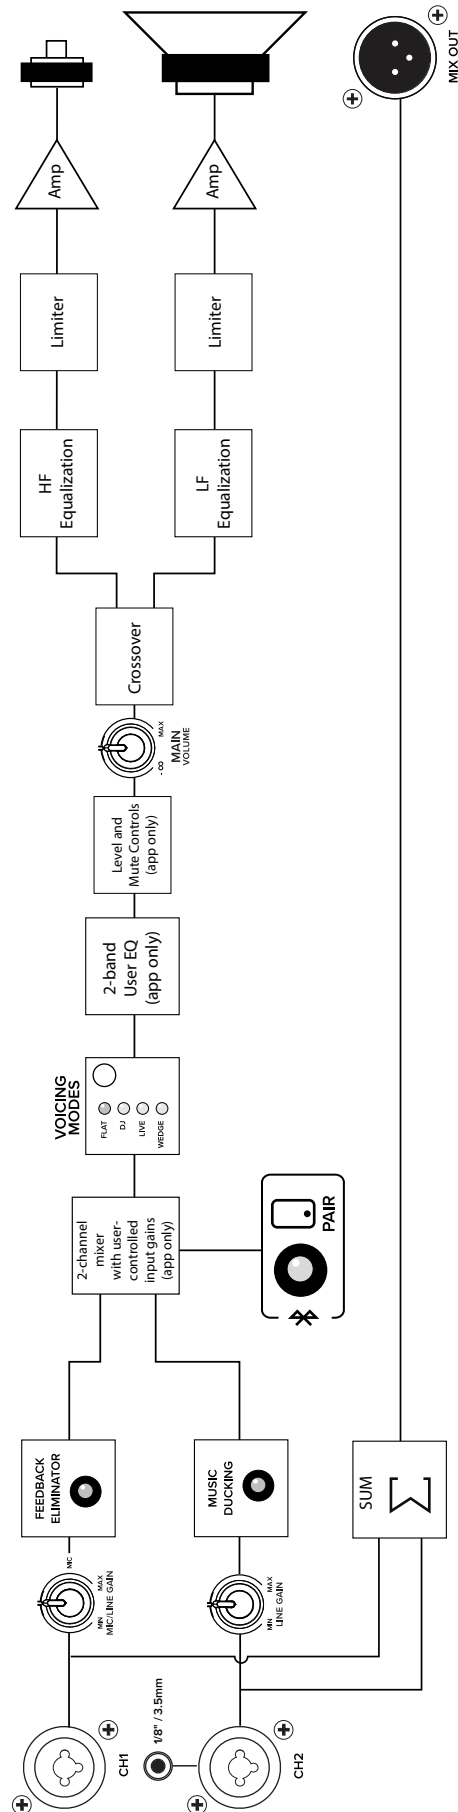 CH1
1/8" / 3.5mm
CH2
MIN
MAX
MIC/LINE GAIN
MIC
MIN
MAX
LINE GAIN
FEEDBACK
ELIMINATOR
MUSIC
DUCKING
SUM
Σ
2-channel
mixer
with user-
controlled
input gains
(app only)
PAIR
VOICING
MODES
FLAT
DJ
LIVE
WEDGE
2-band
User EQ
(app only)
Level and
Mute Controls
(app only)
- ∞
MAX
MAIN
VOLUME
Crossover
HF
Equalization
LF
Equalization
Limiter
Limiter
Amp
Amp
MIX OUT